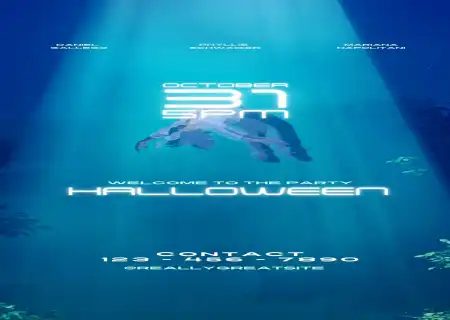 DANIEL GALLEGO
PHYLLIS SCHWAIGER
MARIANA NAPOLITANI
OCTOBER
31
5PM
WELCOME TO THE PARTY
HALLOWEEN
CONTACT
123 - 456 - 7890
@REALLYGREATSITE